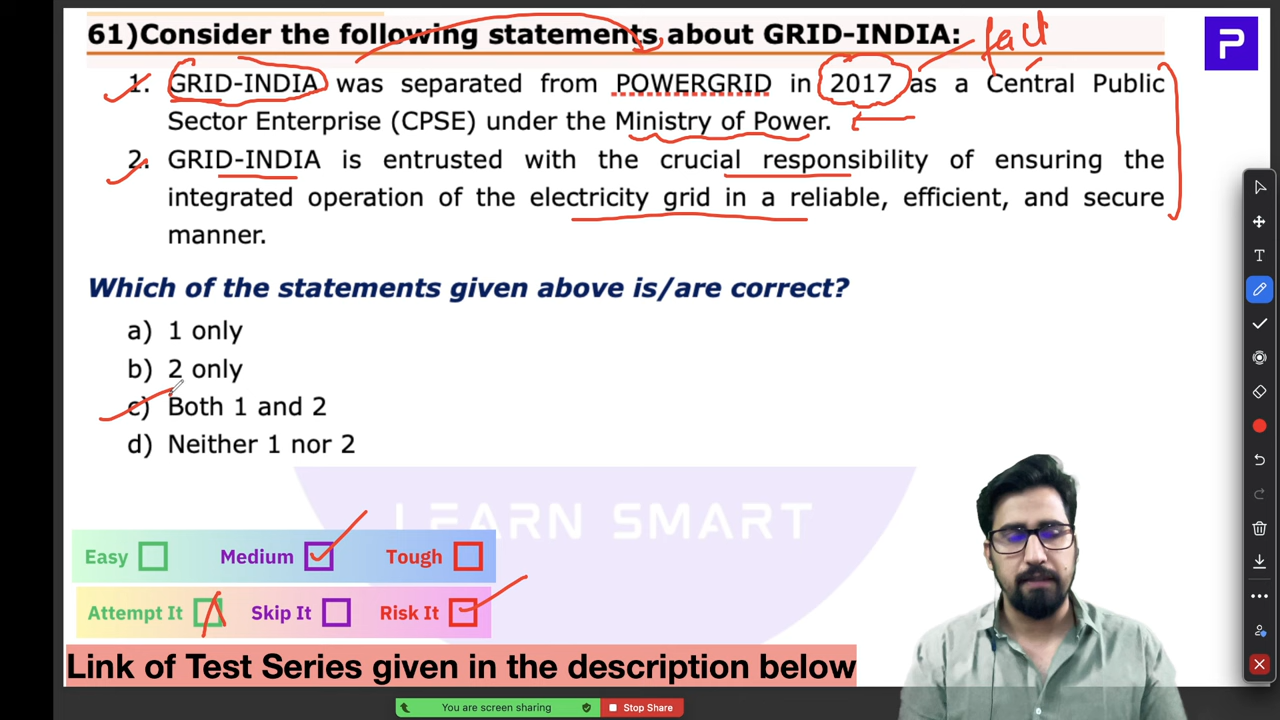 61)Consider the following statements about GRID-INDIA:
fact
1. GRID-INDIA was separated from POWERGRID in 2017 as a Central Public
Sector Enterprise (CPSE) under the Ministry of Power.
2. GRID-INDIA is entrusted with the crucial responsibility of ensuring the
integrated operation of the electricity grid in a reliable, efficient, and secure
manner.
Which of the statements given above is/are correct?
a) 1 only
b) 2 only
c) Both 1 and 2
d) Neither 1 nor 2
LEARN SMART
Easy Medium Tough
Attempt It Skip It Risk It
Link of Test Series given in the description below
You are screen sharing Stop Share